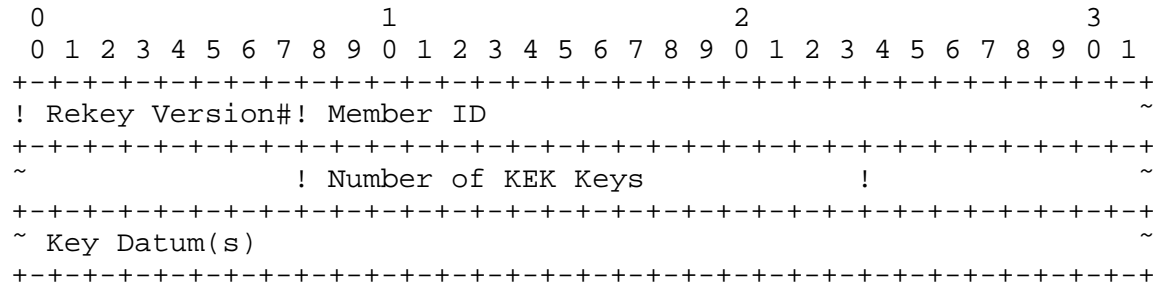 0                   1                   2                   3
 0 1 2 3 4 5 6 7 8 9 0 1 2 3 4 5 6 7 8 9 0 1 2 3 4 5 6 7 8 9 0 1
+-+-+-+-+-+-+-+-+-+-+-+-+-+-+-+-+-+-+-+-+-+-+-+-+-+-+-+-+-+-+-+-+
! Rekey Version#! Member ID                                     ~
+-+-+-+-+-+-+-+-+-+-+-+-+-+-+-+-+-+-+-+-+-+-+-+-+-+-+-+-+-+-+-+-+
~               ! Number of KEK Keys            !               ~
+-+-+-+-+-+-+-+-+-+-+-+-+-+-+-+-+-+-+-+-+-+-+-+-+-+-+-+-+-+-+-+-+
~ Key Datum(s)                                                  ~
+-+-+-+-+-+-+-+-+-+-+-+-+-+-+-+-+-+-+-+-+-+-+-+-+-+-+-+-+-+-+-+-+